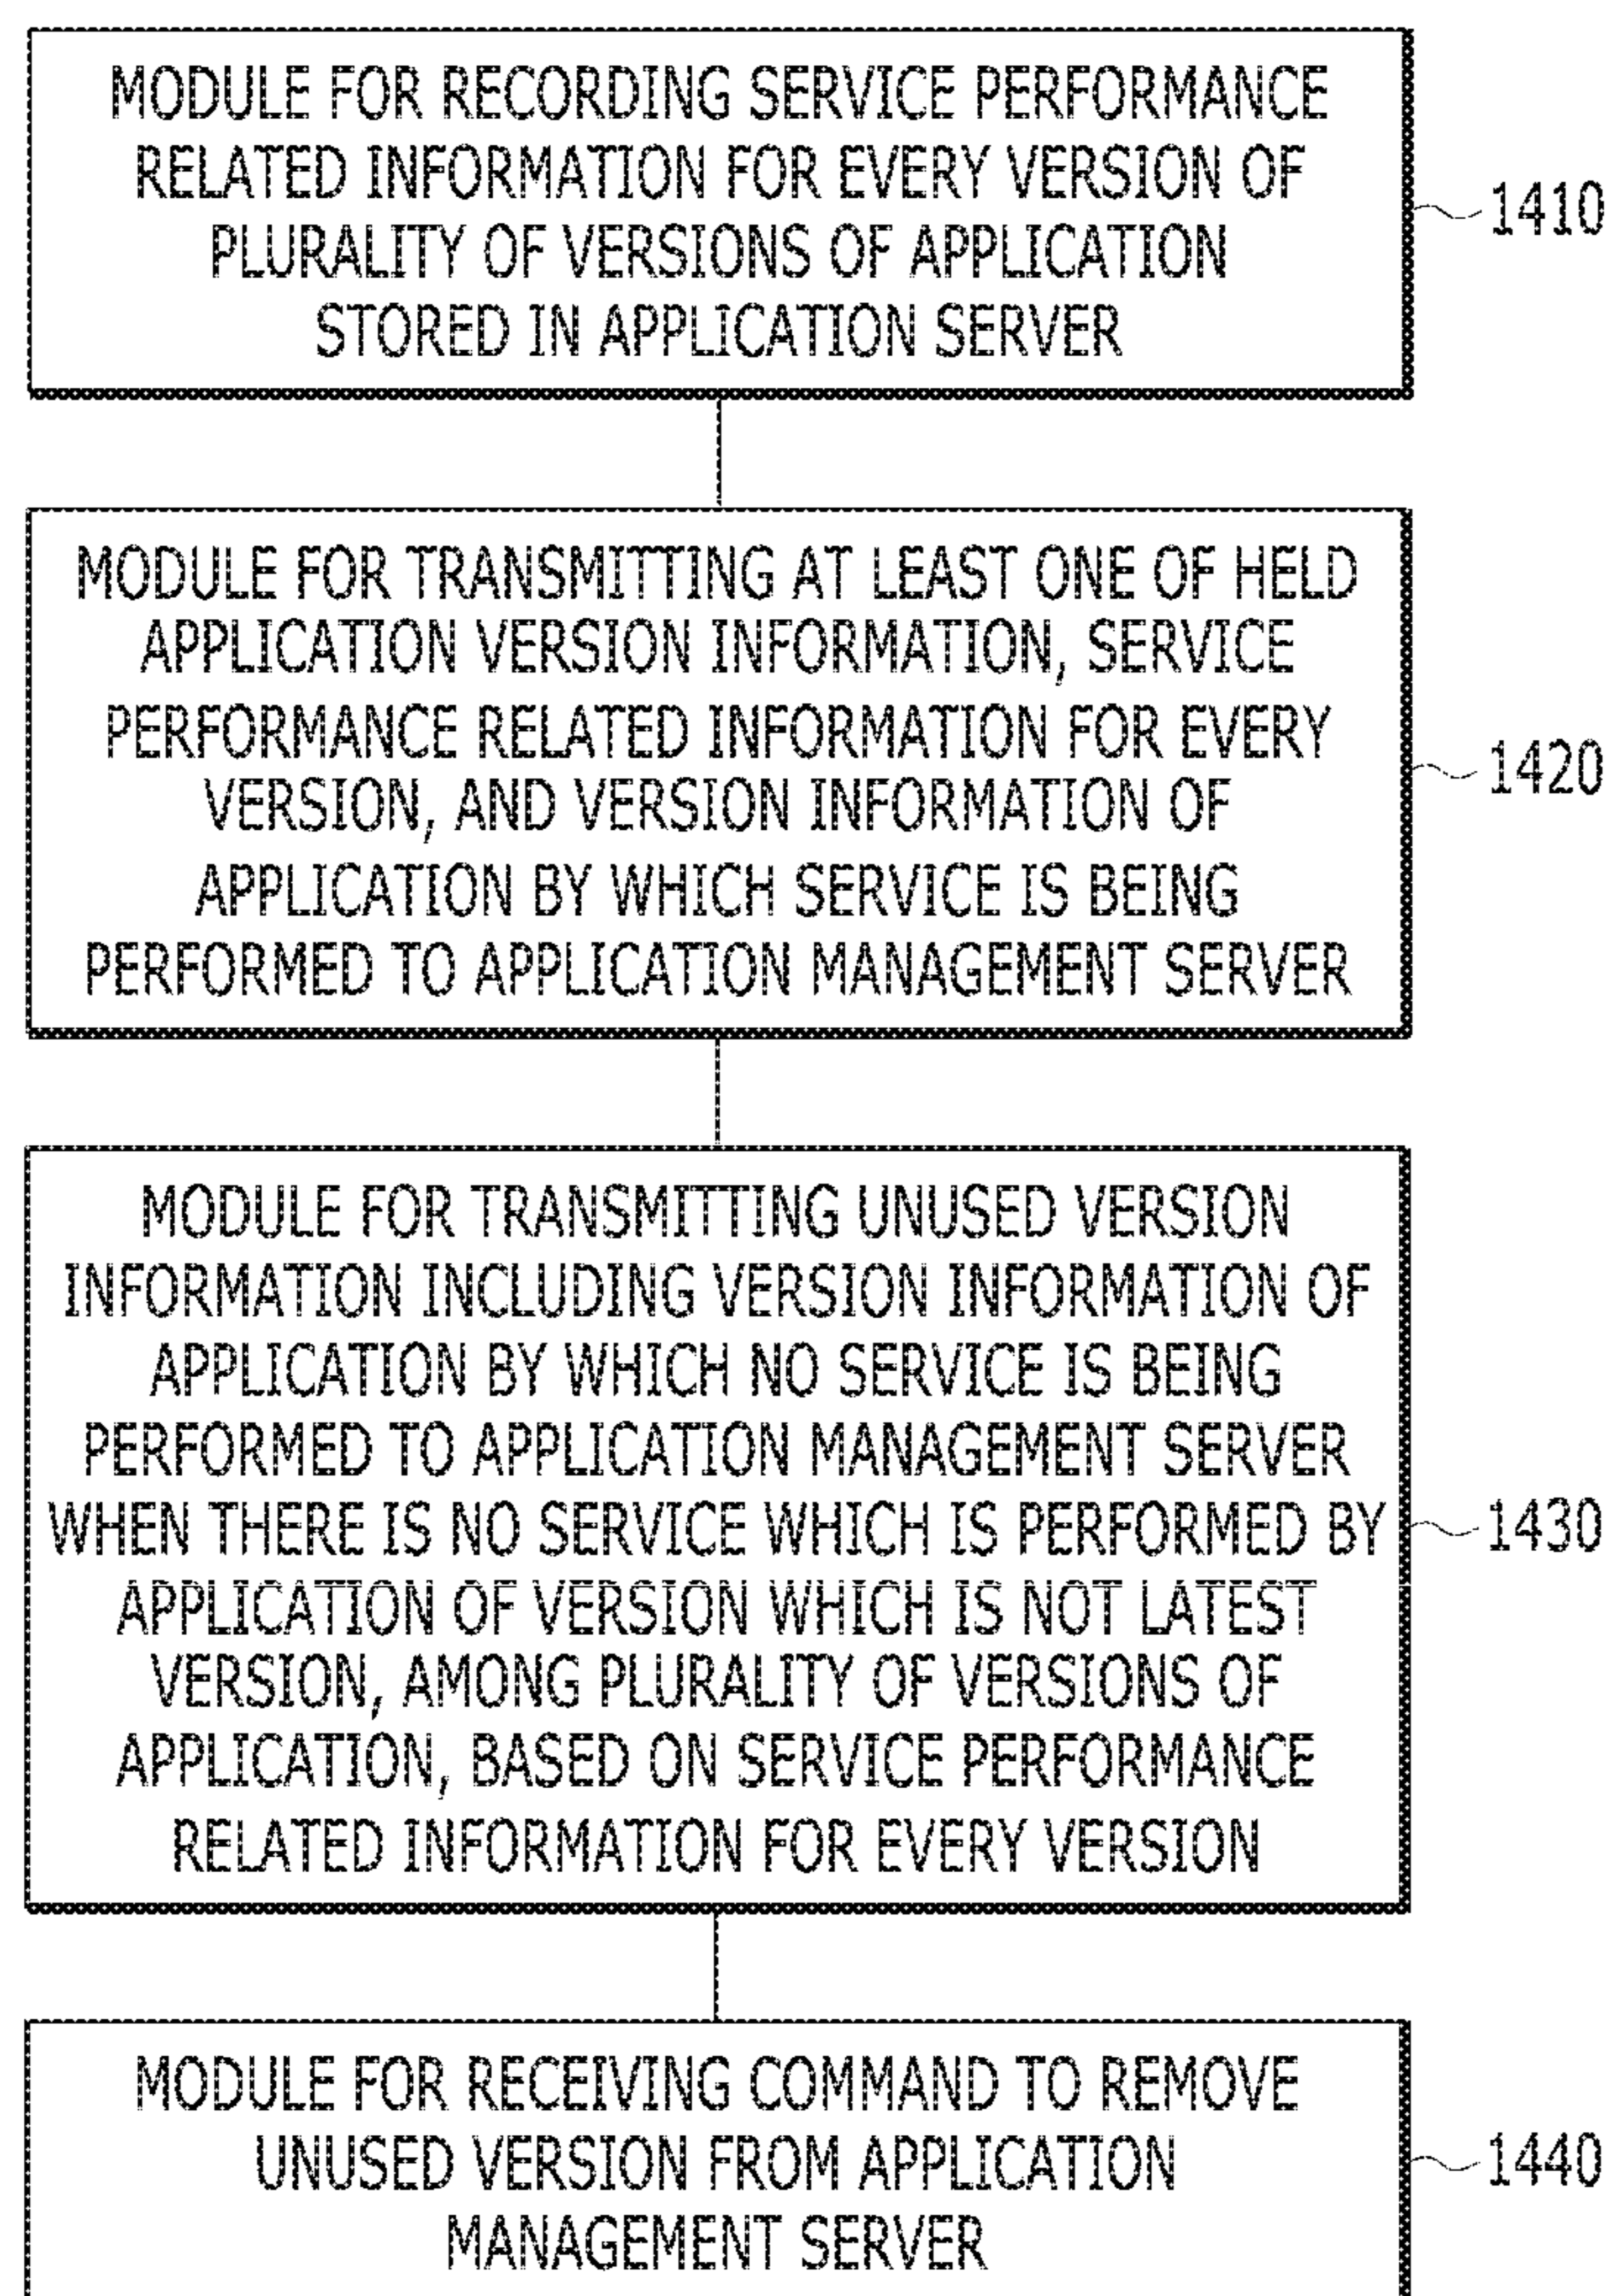 MODULE FOR RECORDING SERVICE PERFORMANCE
RELATED INFORMATION FOR EVERY VERSION OF
PLURALITY OF VERSIONS OF APPLICATION
STORED IN APPLICATION SERVER
1410
MODULE FOR TRANSMITTING AT LEAST ONE OF HELD
APPLICATION VERSION INFORMATION, SERVICE
PERFORMANCE RELATED INFORMATION FOR EVERY
VERSION, AND VERSION INFORMATION OF
APPLICATION BY WHICH SERVICE IS BEING
PERFORMED TO APPLICATION MANAGEMENT SERVER
1420
MODULE FOR TRANSMITTING UNUSED VERSION
INFORMATION INCLUDING VERSION INFORMATION OF
APPLICATION BY WHICH NO SERVICE IS BEING
PERFORMED TO APPLICATION MANAGEMENT SERVER
WHEN THERE IS NO SERVICE WHICH IS PERFORMED BY
APPLICATION OF VERSION WHICH IS NOT LATEST
VERSION, AMONG PLURALITY OF VERSIONS OF
APPLICATION, BASED ON SERVICE PERFORMANCE
RELATED INFORMATION FOR EVERY VERSION
1430
MODULE FOR RECEIVING COMMAND TO REMOVE
UNUSED VERSION FROM APPLICATION
MANAGEMENT SERVER
1440